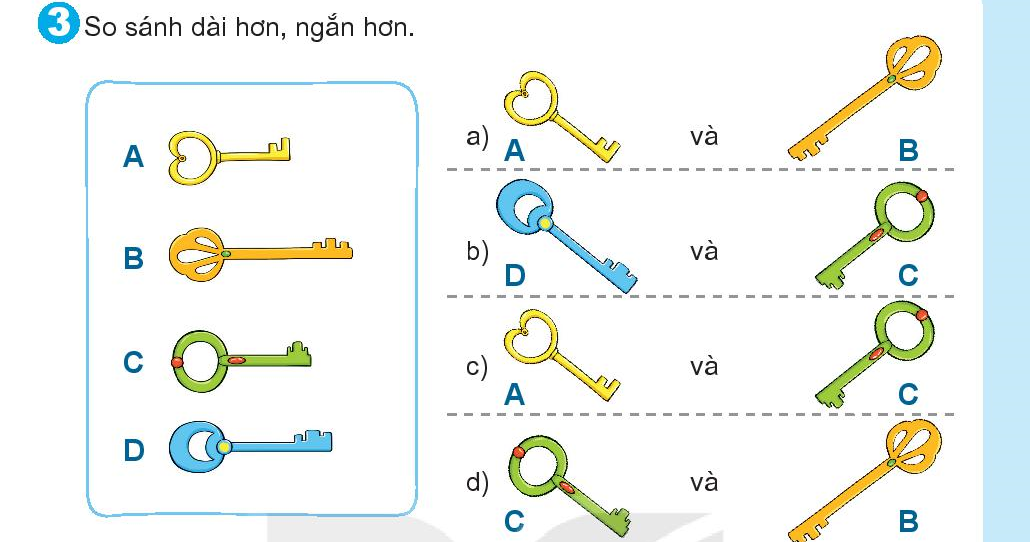 3 So sánh dài hơn, ngắn hơn.
A
B
C
D
a) A và B
b) D và C
c) A và C
d) C và B